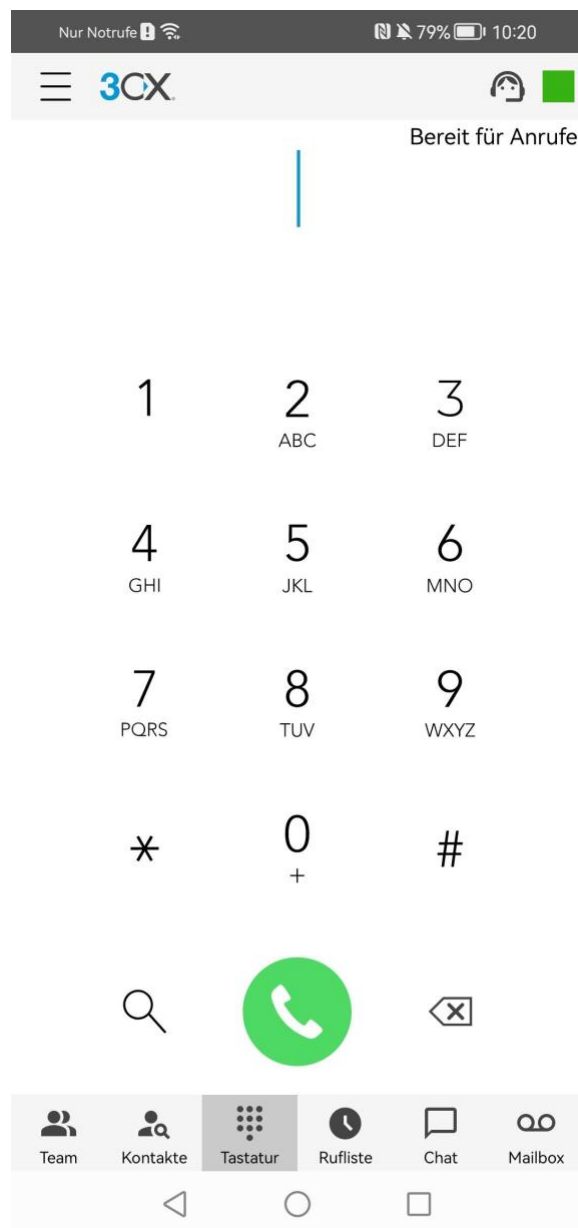 Nur Notrufe 79% 10:20
3CX
Bereit für Anrufe
1 2 3
ABC DEF
4 5 6
GHI JKL MNO
7 8 9
PQRS TUV WXYZ
* 0 #
+
Team Kontakte Tastatur Rufliste Chat Mailbox